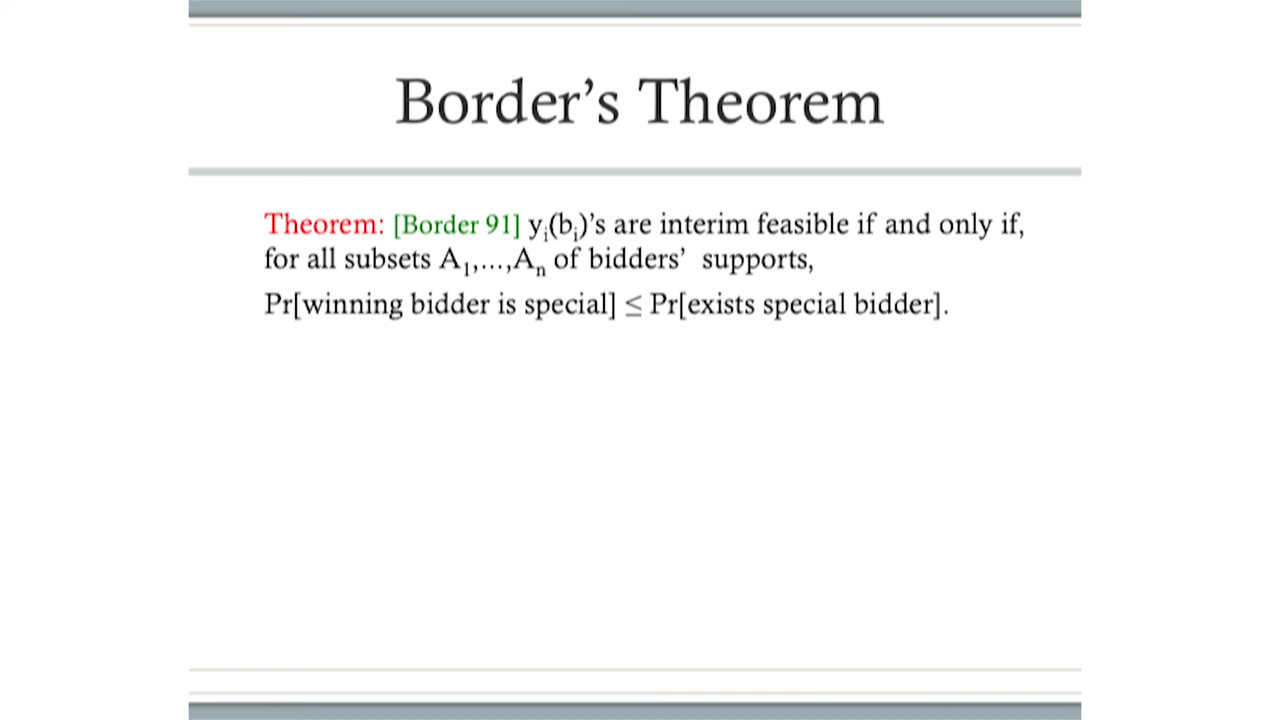 Border's Theorem
Theorem: [Border 91] yᵢ(bᵢ)'s are interim feasible if and only if,
for all subsets A₁,...,Aₙ of bidders' supports,
Pr[winning bidder is special] ≤ Pr[exists special bidder].